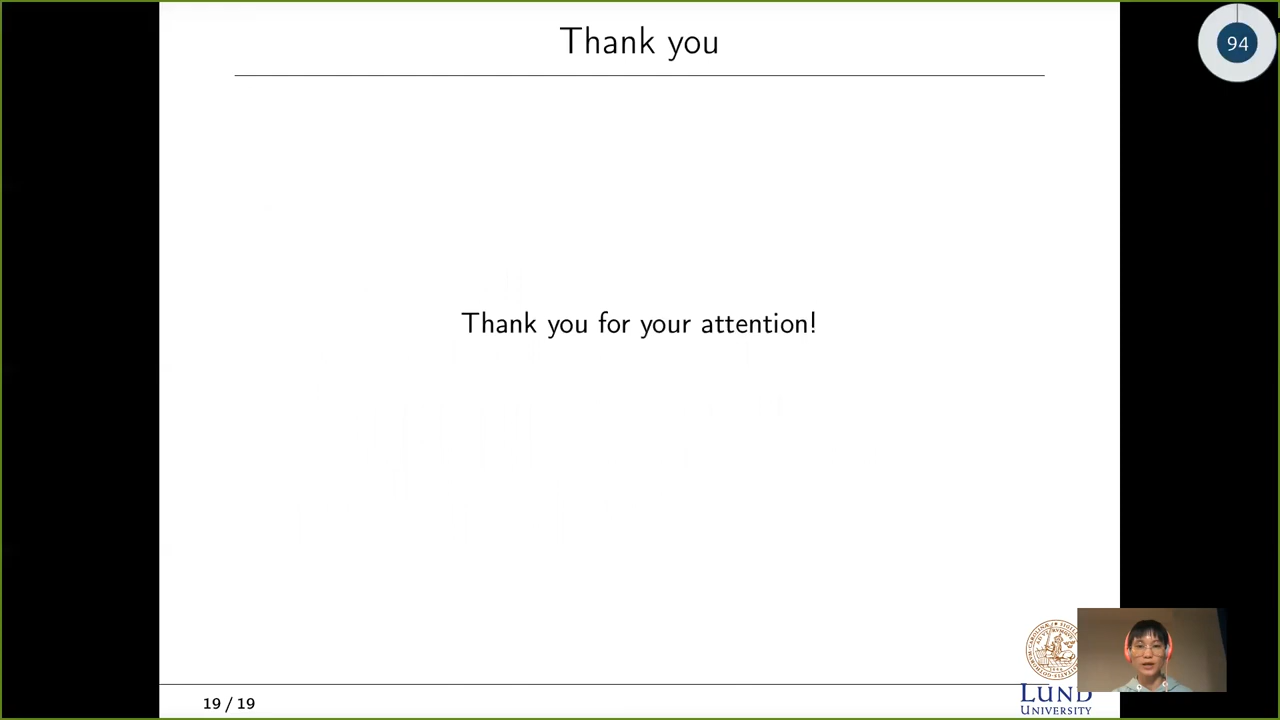 Thank you
94
Thank you for your attention!
19 / 19
LUND
UNIVERSITY